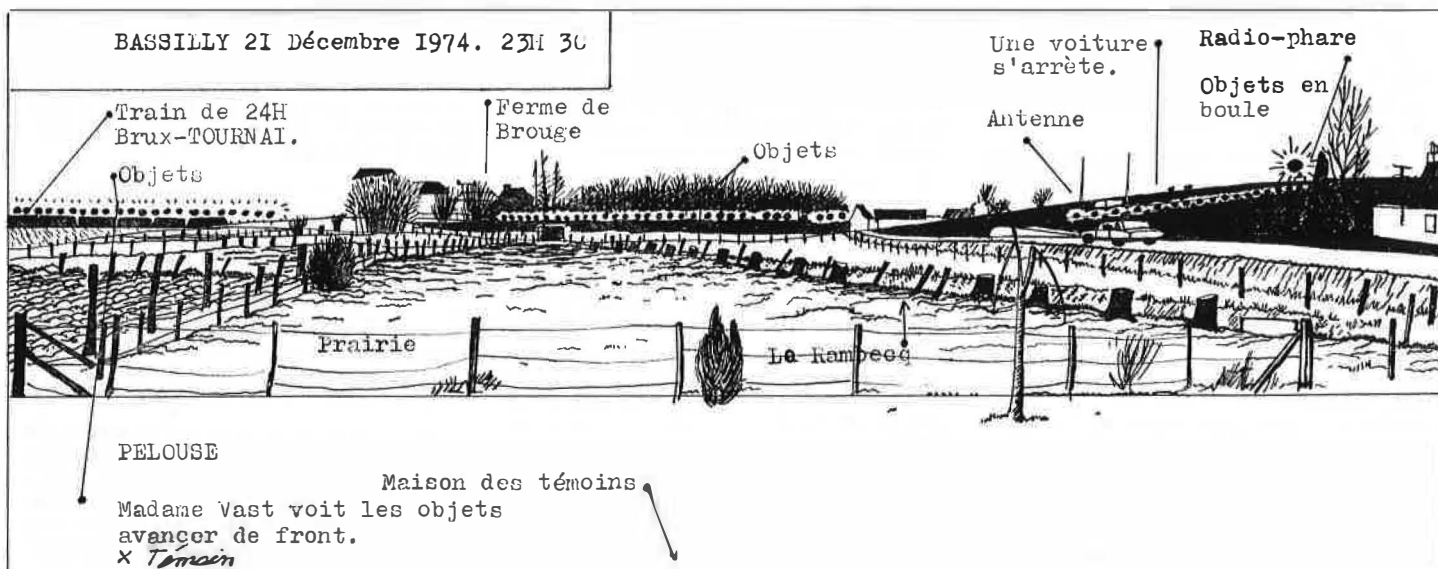 BASSILLY 21 Décembre 1974. 23H 30
Une voiture
s'arrète.
Radio-phare
Objets en
boule
Train de 24H
Brux-TOURNAI.
Ferme de
Brouge
Antenne
Objets
Objets
Prairie
Le Rambecq
PELOUSE
Maison des témoins
Madame Vast voit les objets
avancer de front.
x Témoin